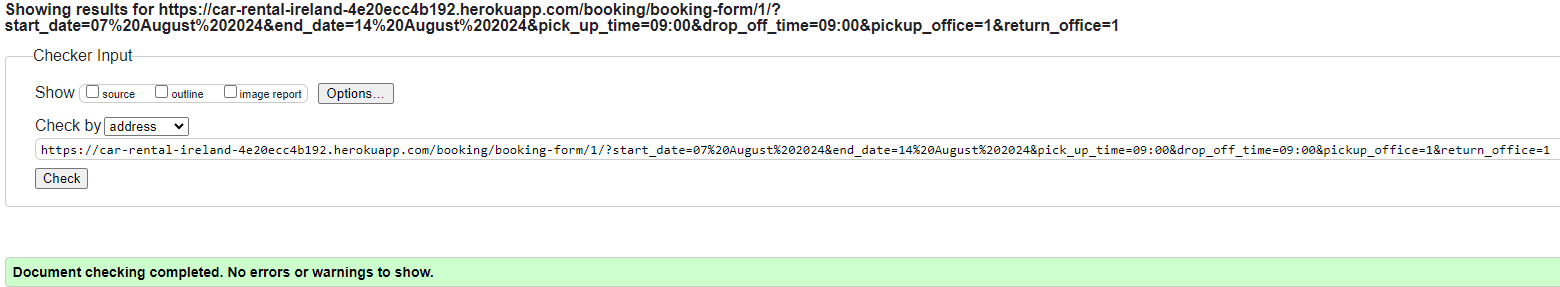 Showing results for https://car-rental-ireland-4e20ecc4b192.herokuapp.com/booking/booking-form/1/?
start_date=07%20August%202024&end_date=14%20August%202024&pick_up_time=09:00&drop_off_time=09:00&pickup_office=1&return_office=1
Checker Input
Show source outline image report Options...
Check by address
https://car-rental-ireland-4e20ecc4b192.herokuapp.com/booking/booking-form/1/?start_date=07%20August%202024&end_date=14%20August%202024&pick_up_time=09:00&drop_off_time=09:00&pickup_office=1&return_office=1
Check
Document checking completed. No errors or warnings to show.